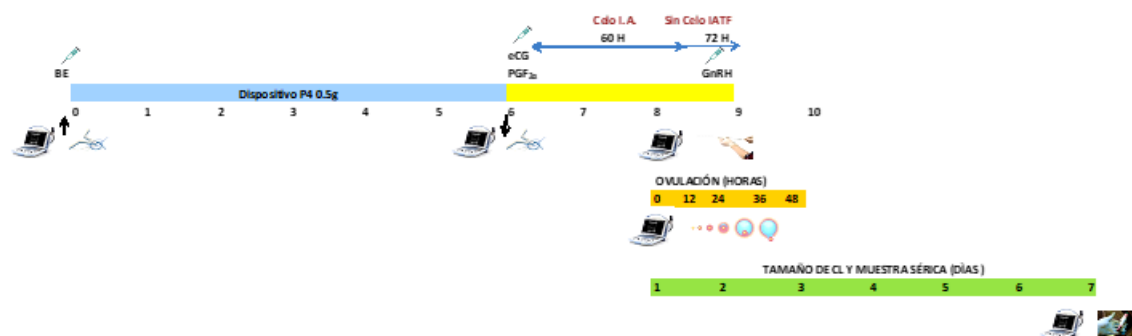 Celo I.A. Sin Celo IATF
60 H 72 H
eCG
BE PGF2α GnRH
Dispositivo P4 0.5g
0 1 2 3 4 5 6 7 8 9 10
OVULACIÓN (HORAS)
0 12 24 36 48
TAMAÑO DE CL Y MUESTRA SÉRICA (DÌAS )
1 2 3 4 5 6 7